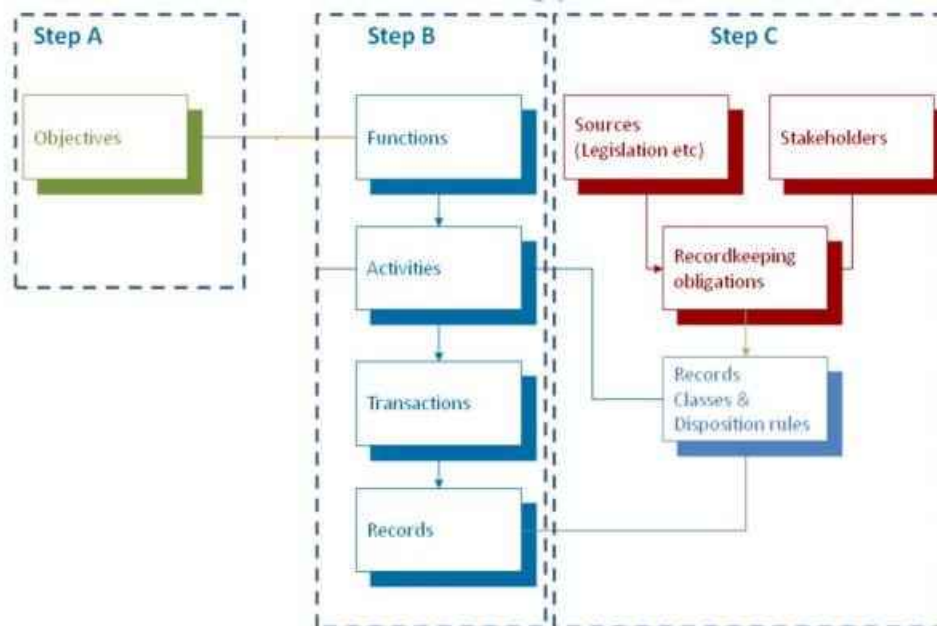 Step A
Step B
Step C
Objectives
Functions
Sources
(Legislation etc)
Stakeholders
Activities
Recordkeeping
obligations
Transactions
Records
Classes &
Disposition rules
Records